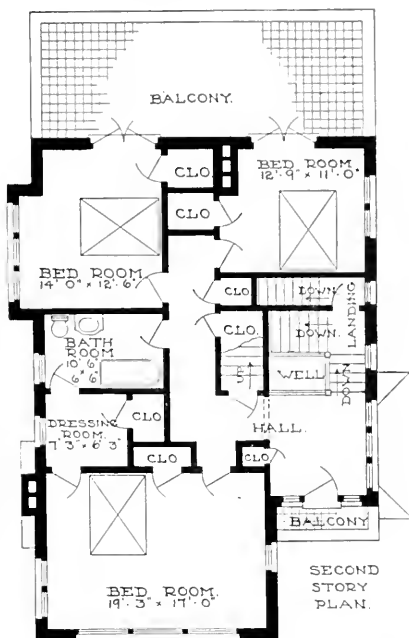 BALCONY.
CLO.
BED ROOM
12'-9" x 11'-0"
CLO.
BED ROOM.
14'-0" x 12'-6"
CLO
DOWN.
LANDING
CLO.
DOWN.
BATH
ROOM
10'-6"
x
6'-6"
UP
WELL
DOWN
DRESSING
ROOM.
7'-3" x 6'-3"
CLO
HALL.
CLO.
CLO
BALCONY
BED ROOM.
19'-3" x 17'-0"
SECOND
STORY
PLAN.